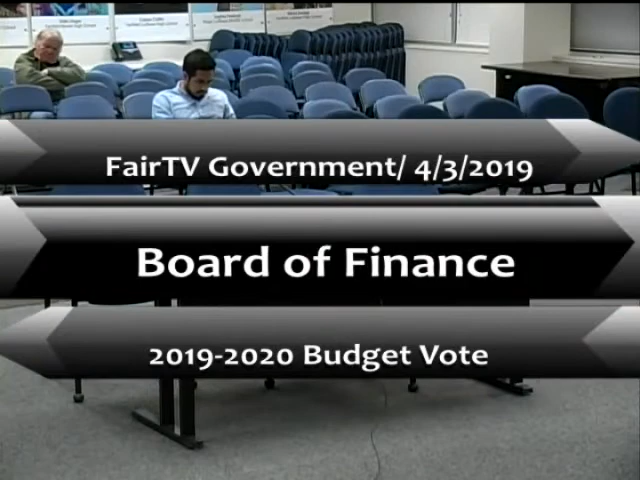 FairTV Government/ 4/3/2019
Board of Finance
2019-2020 Budget Vote